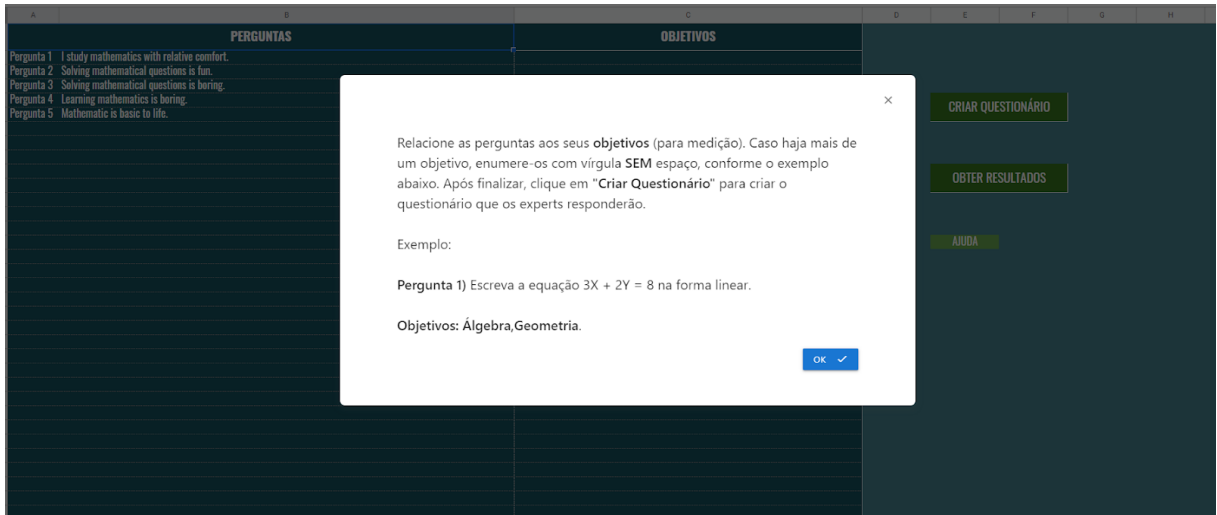 A B C D E F G H
PERGUNTAS OBJETIVOS
Pergunta 1 I study mathematics with relative comfort.
Pergunta 2 Solving mathematical questions is fun.
Pergunta 3 Solving mathematical questions is boring.
Pergunta 4 Learning mathematics is boring.
Pergunta 5 Mathematic is basic to life.
Relacione as perguntas aos seus objetivos (para medição). Caso haja mais de
um objetivo, enumere-os com vírgula SEM espaço, conforme o exemplo
abaixo. Após finalizar, clique em "Criar Questionário" para criar o
questionário que os experts responderão.
Exemplo:
Pergunta 1) Escreva a equação 3X + 2Y = 8 na forma linear.
Objetivos: Álgebra,Geometria.
OK
CRIAR QUESTIONÁRIO
OBTER RESULTADOS
AJUDA